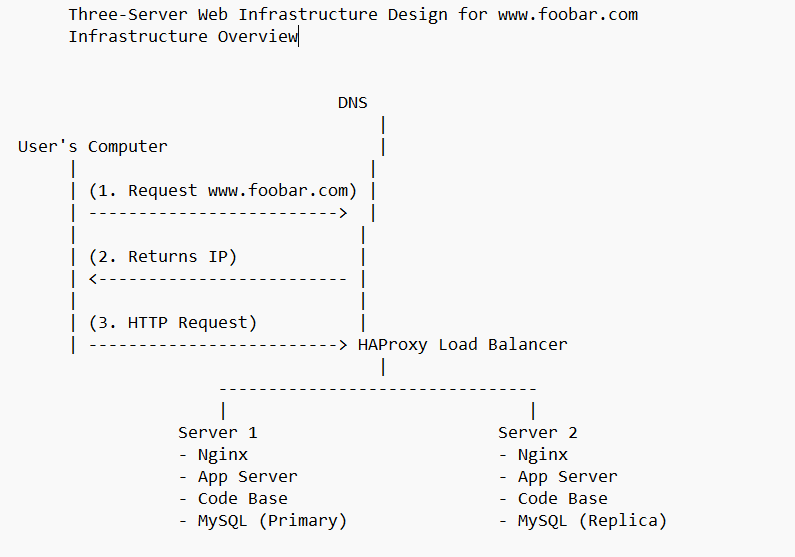 Three-Server Web Infrastructure Design for www.foobar.com
Infrastructure Overview
DNS
User's Computer
(1. Request www.foobar.com)
(2. Returns IP)
(3. HTTP Request)
HAProxy Load Balancer
Server 1 Server 2
- Nginx - Nginx
- App Server - App Server
- Code Base - Code Base
- MySQL (Primary) - MySQL (Replica)